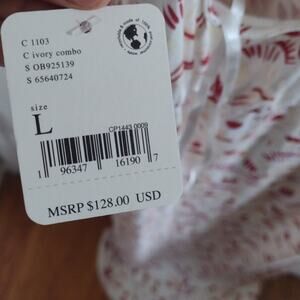 C 1103
C ivory combo
S OB925139
S 65640724
size
L
CP1443 0009
1 96347 16190 7
MSRP $128.00 USD